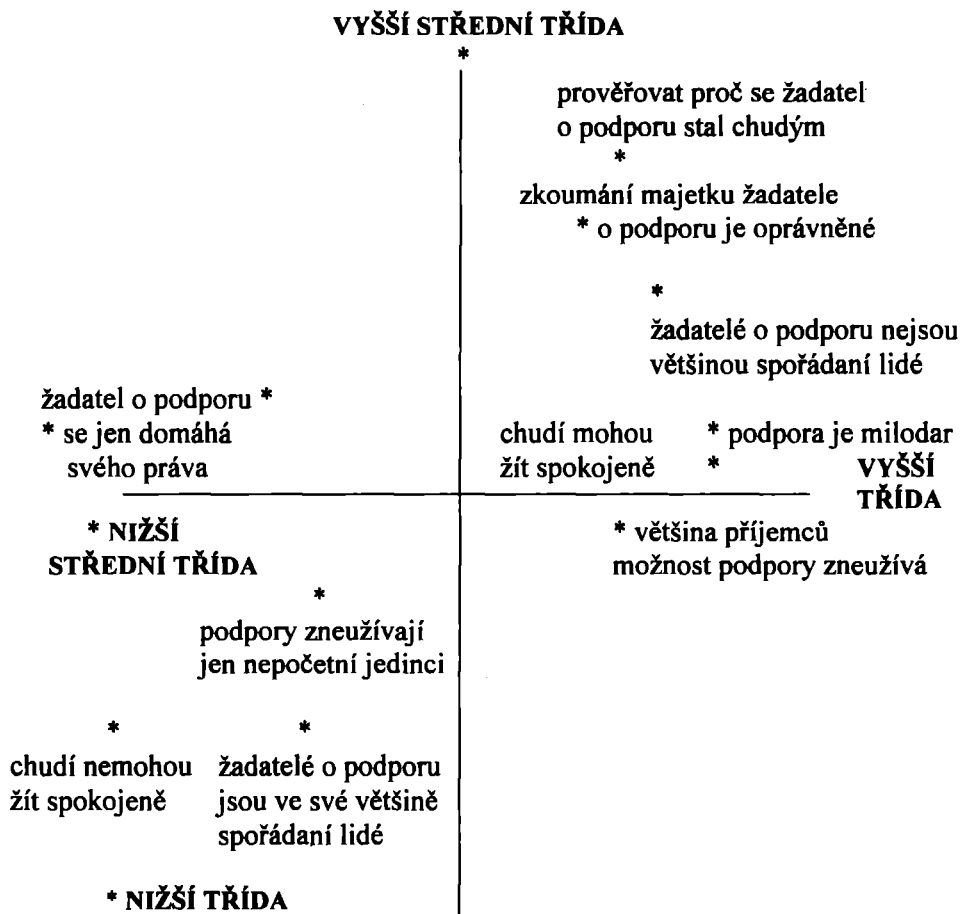 VYŠŠÍ STŘEDNÍ TŘÍDA
*
prověřovat proč se žadatel
o podporu stal chudým
*
zkoumání majetku žadatele
* o podporu je oprávněné
*
žadatelé o podporu nejsou
většinou spořádaní lidé
žadatel o podporu *
* se jen domáhá
svého práva
chudí mohou
žít spokojeně
* podpora je milodar
*
VYŠŠÍ
TŘÍDA
* NIŽŠÍ
STŘEDNÍ TŘÍDA
* většina příjemců
možnost podpory zneužívá
*
podpory zneužívají
jen nepočetní jedinci
*
chudí nemohou
žít spokojeně
*
žadatelé o podporu
jsou ve své většině
spořádaní lidé
* NIŽŠÍ TŘÍDA